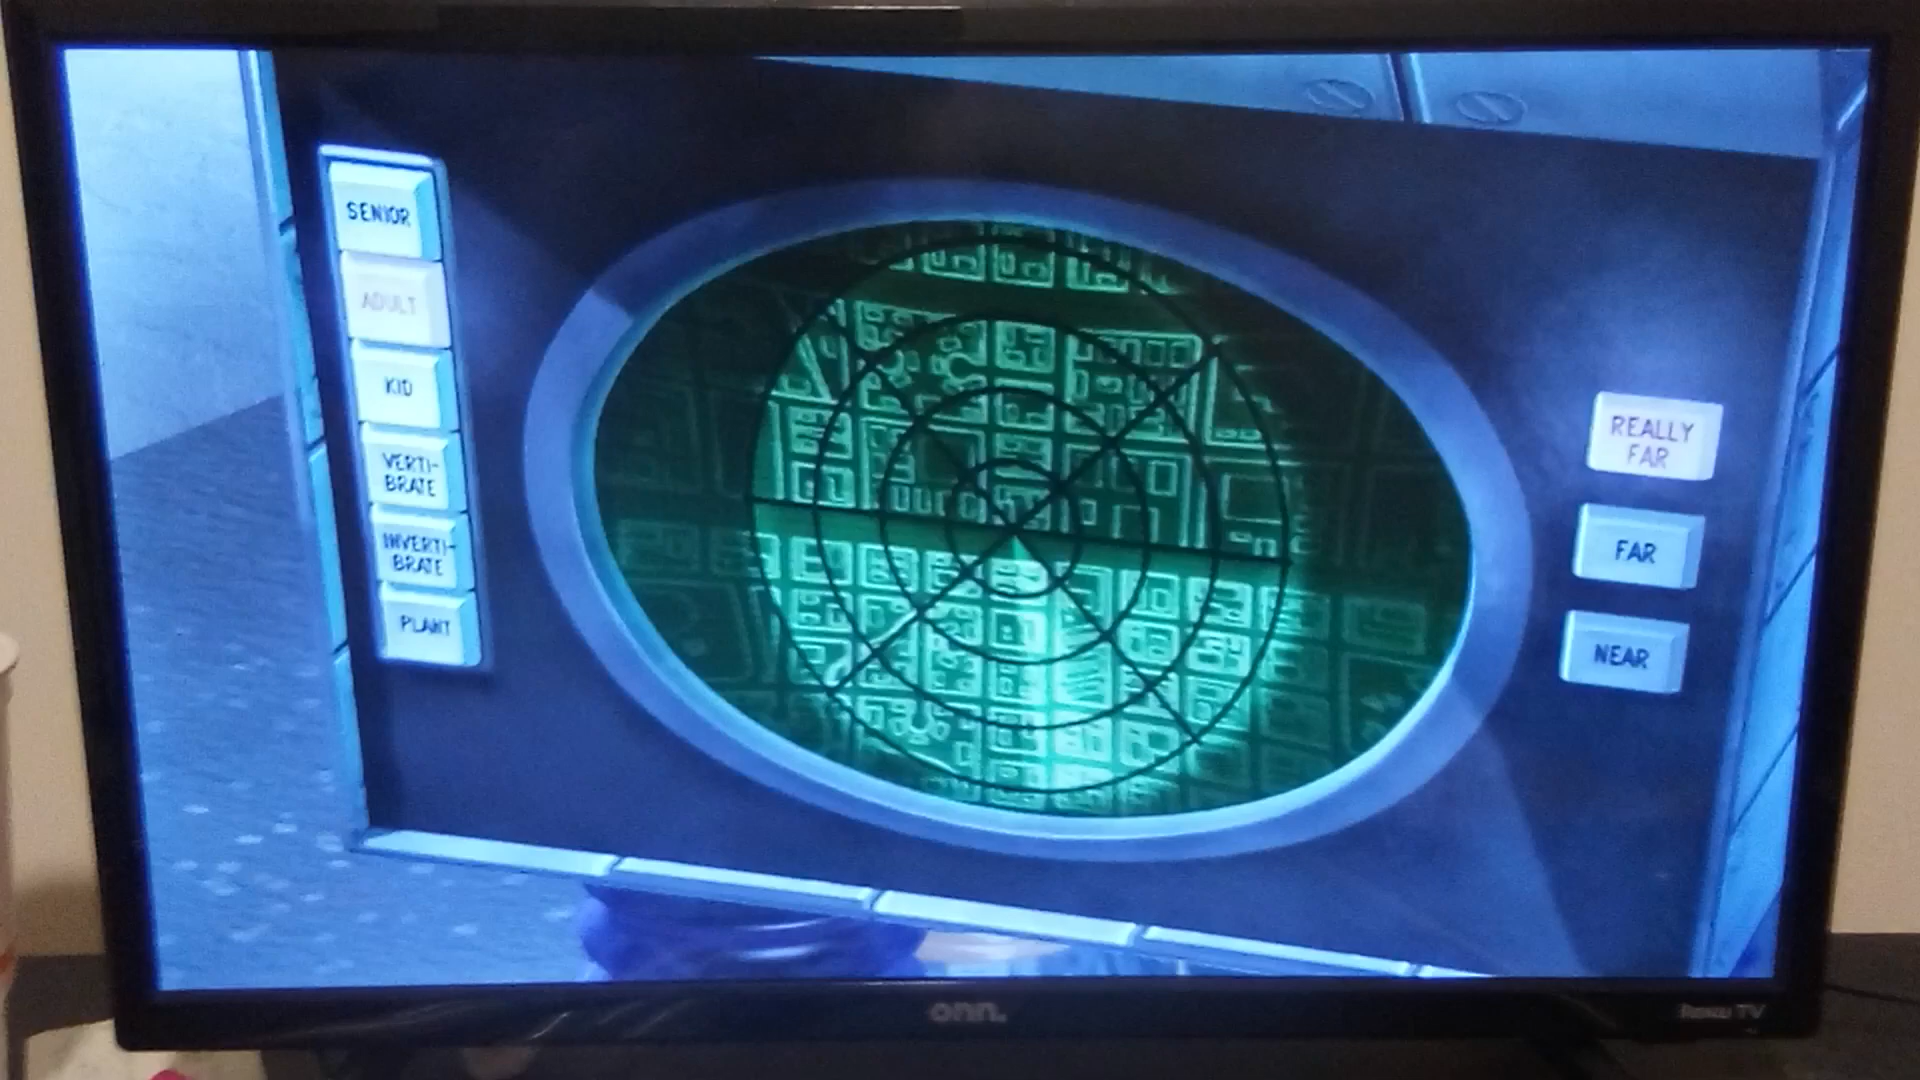 SENIOR
ADULT
KID
VERTI-
BRATE
INVERTI-
BRATE
PLANT
REALLY
FAR
FAR
NEAR
onn.
Roku TV